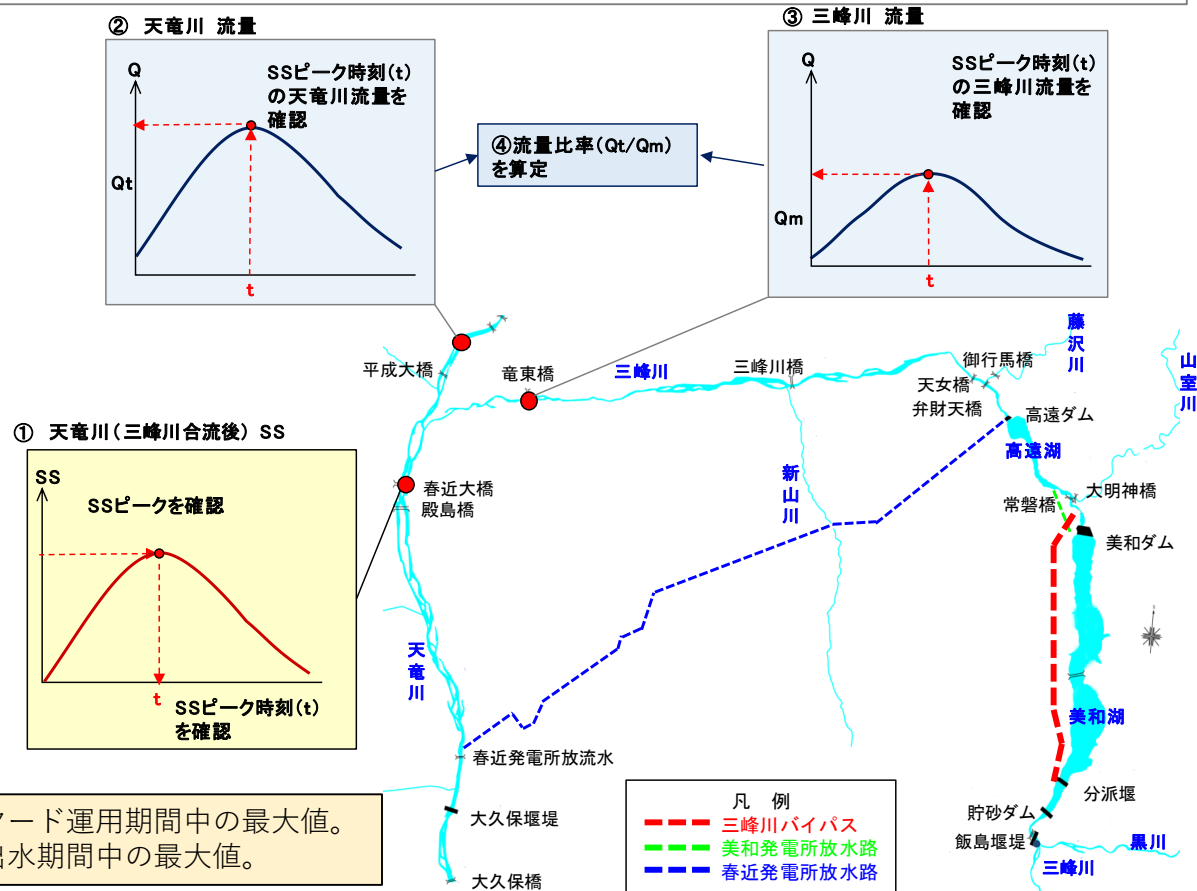 ② 天竜川 流量
Q
SSピーク時刻(t)
の天竜川流量を
確認
Qt
t
③ 三峰川 流量
Q
SSピーク時刻(t)
の三峰川流量を
確認
Qm
t
④流量比率(Qt/Qm)
を算定
① 天竜川(三峰川合流後) SS
SS
SSピークを確認
t
SSピーク時刻(t)
を確認
平成大橋
竜東橋
三峰川
三峰川橋
御行馬橋
天女橋
弁財天橋
藤沢川
山室川
高遠ダム
高遠湖
大明神橋
常磐橋
美和ダム
新山川
春近大橋
殿島橋
天竜川
美和湖
春近発電所放流水
分派堰
貯砂ダム
飯島堰堤
黒川
三峰川
大久保堰堤
大久保橋
ード運用期間中の最大値。
出水期間中の最大値。
凡 例
三峰川バイパス
美和発電所放水路
春近発電所放水路